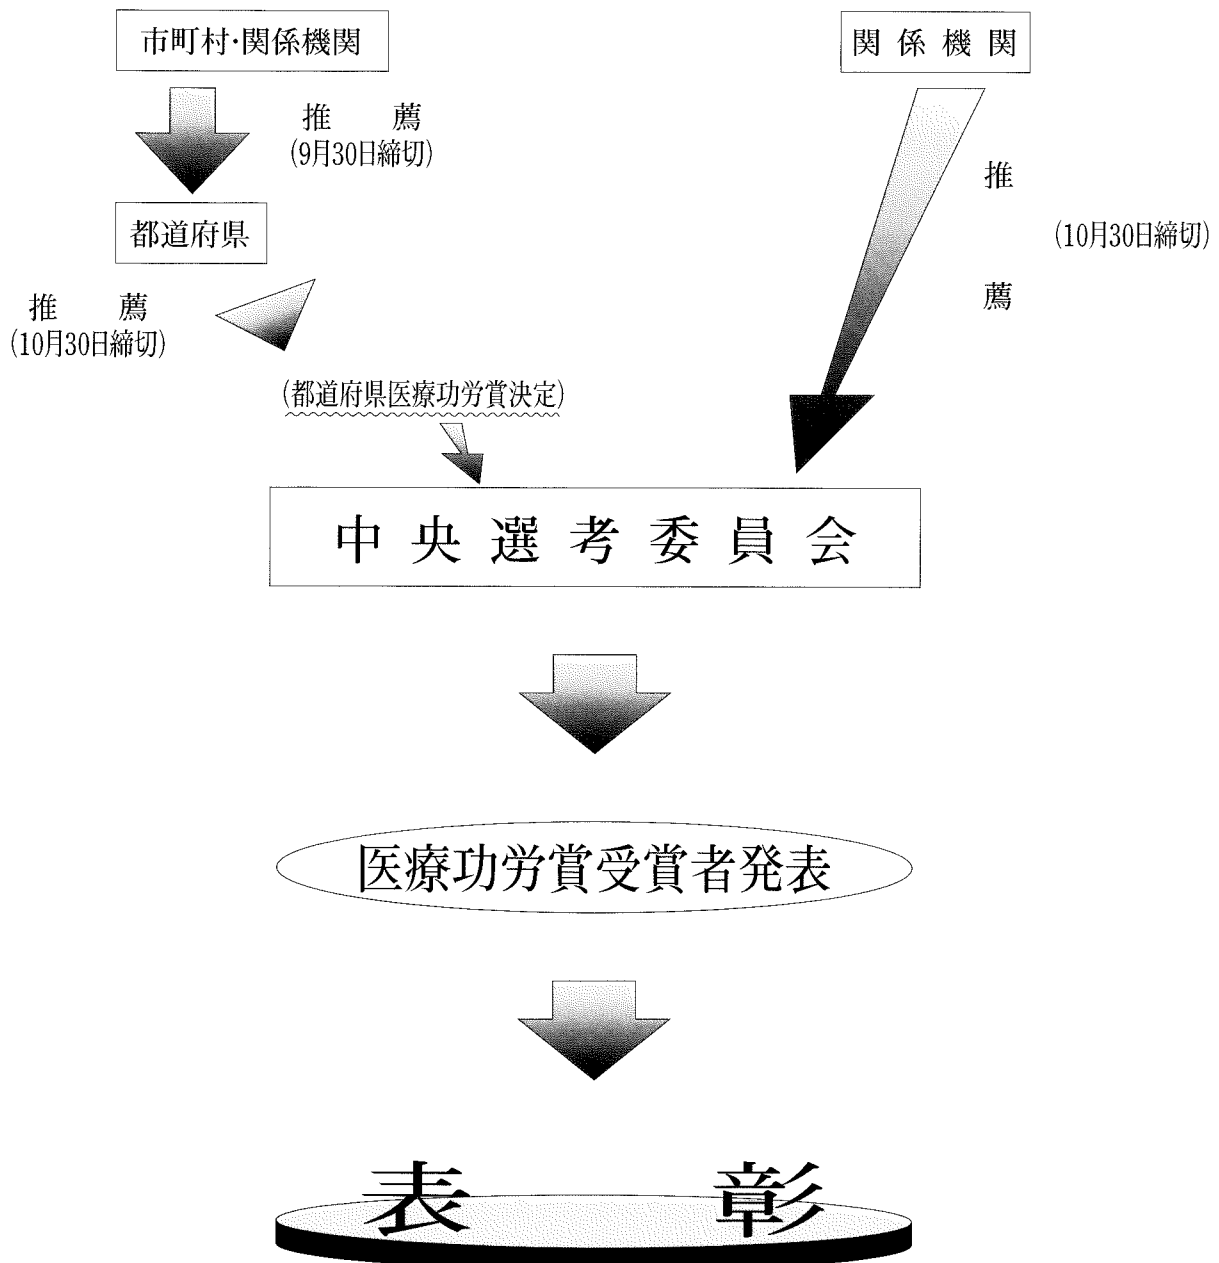 市町村・関係機関
関係機関
推　薦
(9月30日締切)
推薦
(10月30日締切)
都道府県
推　薦
(10月30日締切)
(都道府県医療功労賞決定)
中央選考委員会
医療功労賞受賞者発表
表　彰